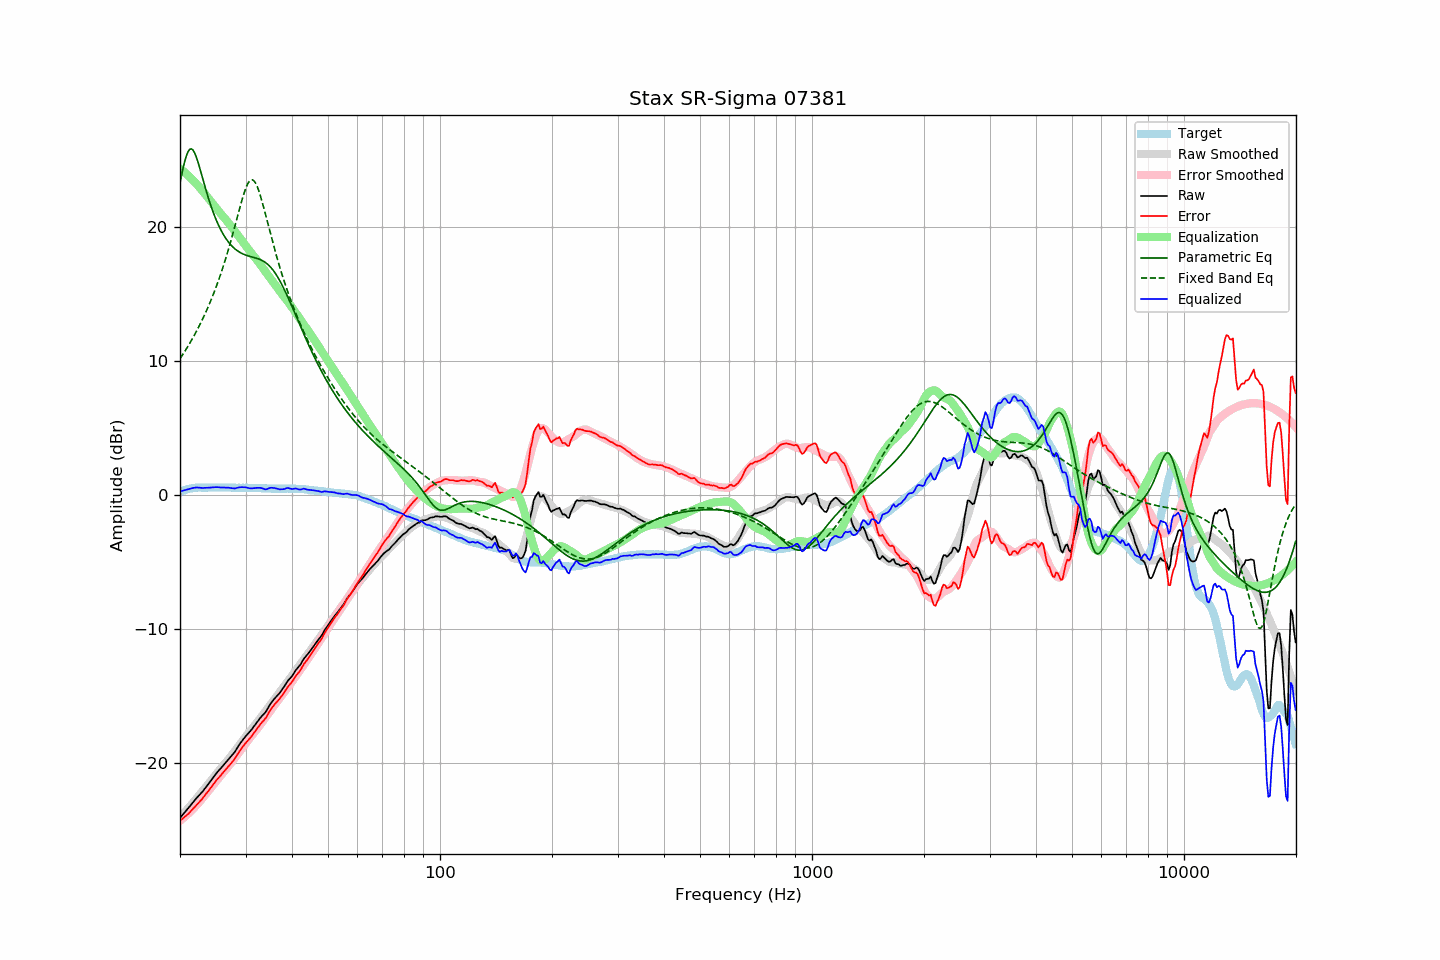 Stax SR-Sigma 07381
Target
Raw Smoothed
Error Smoothed
Raw
Error
Equalization
Parametric Eq
Fixed Band Eq
Equalized
Amplitude (dBr)
20
10
0
−10
−20
100
1000
10000
Frequency (Hz)